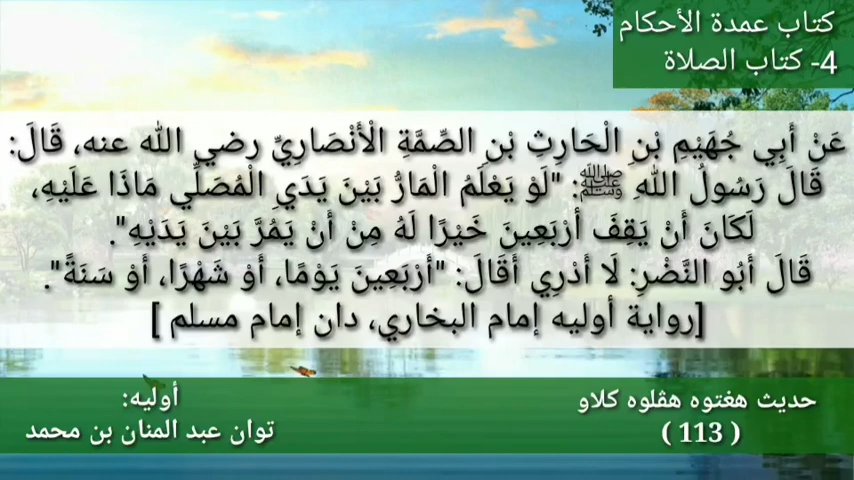 كتاب عمدة الأحكام
4- كتاب الصلاة
عَنْ أَبِي جُهَيْمِ بْنِ الْحَارِثِ بْنِ الصِّمَّةِ الْأَنْصَارِيِّ رضي الله عنه، قَالَ:
قَالَ رَسُولُ اللهِ ﷺ: "لَوْ يَعْلَمُ الْمَارُّ بَيْنَ يَدَيِ الْمُصَلِّي مَاذَا عَلَيْهِ،
لَكَانَ أَنْ يَقِفَ أَرْبَعِينَ خَيْرًا لَهُ مِنْ أَنْ يَمُرَّ بَيْنَ يَدَيْهِ".
قَالَ أَبُو النَّضْرِ: لَا أَدْرِي أَقَالَ: "أَرْبَعِينَ يَوْمًا، أَوْ شَهْرًا، أَوْ سَنَةً".
[رواية أوليه إمام البخاري، دان إمام مسلم ]
حديث هغتوه هڤلوه كلاو
( 113 )
أوليه:
توان عبد المنان بن محمد